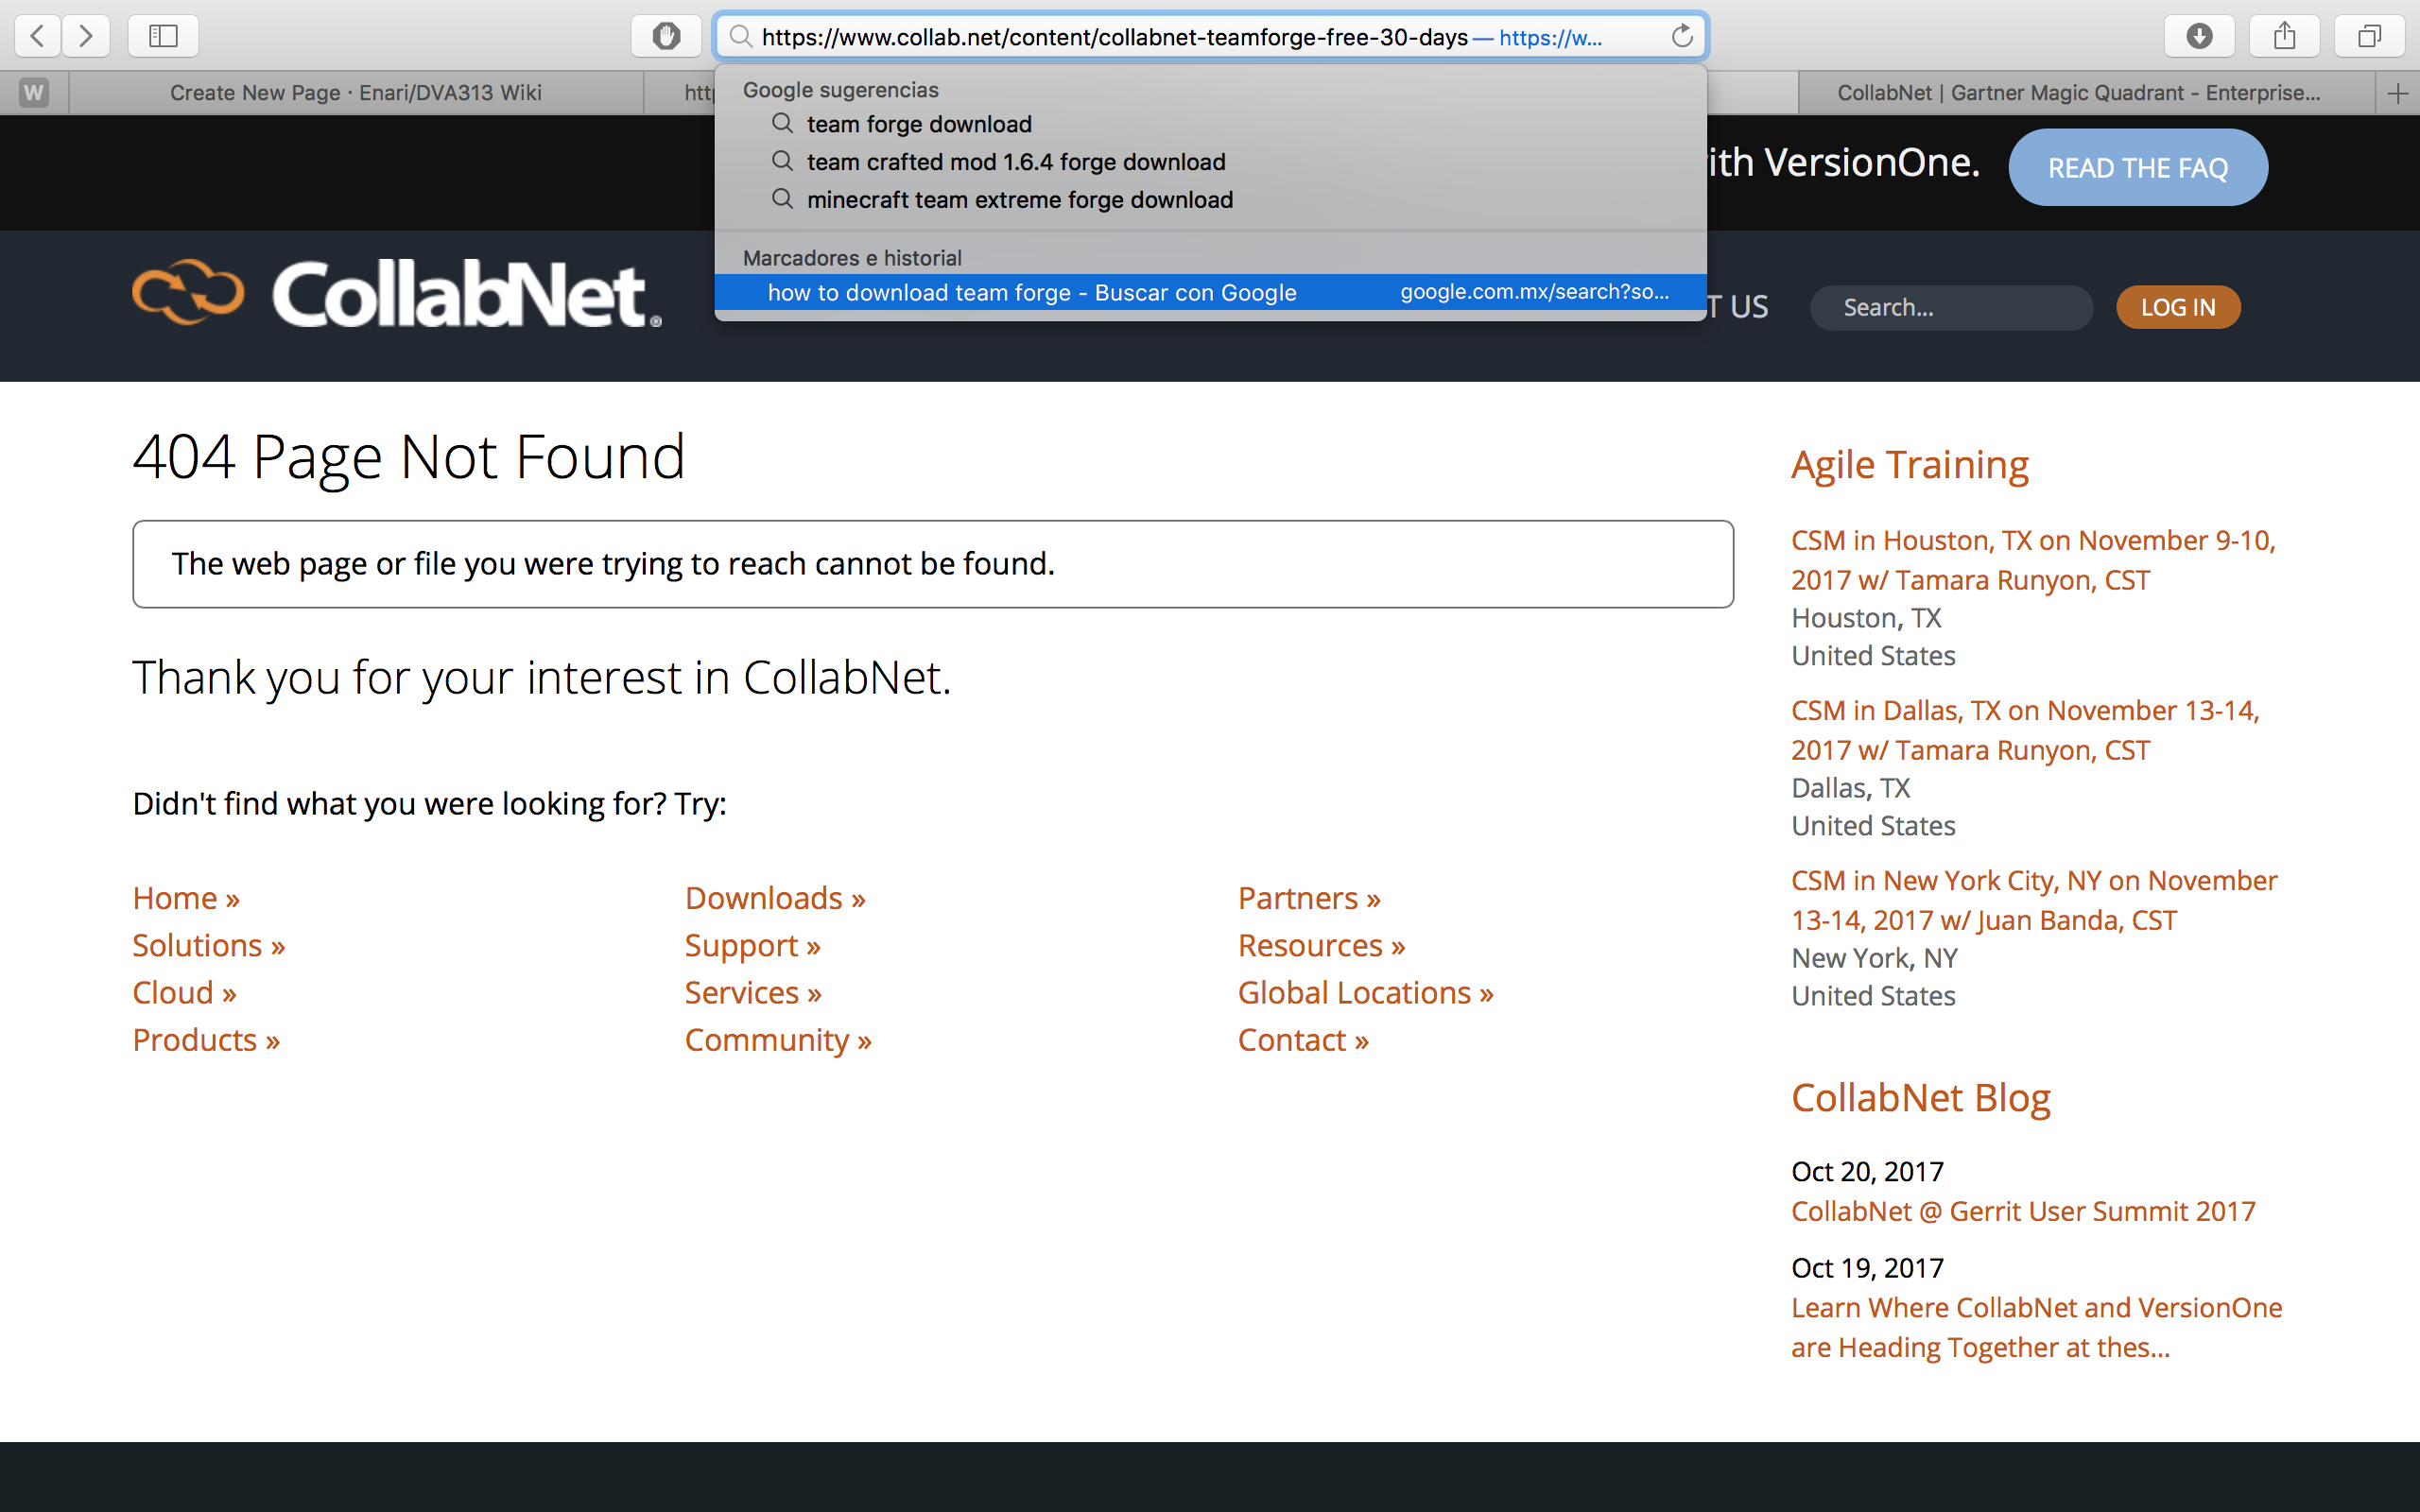 https://www.collab.net/content/collabnet-teamforge-free-30-days — https://w...
W
Create New Page · Enari/DVA313 Wiki
CollabNet | Gartner Magic Quadrant - Enterprise...
Google sugerencias
team forge download
team crafted mod 1.6.4 forge download
minecraft team extreme forge download
Marcadores e historial
how to download team forge - Buscar con Google google.com.mx/search?so...
with VersionOne.
READ THE FAQ
CollabNet®
T US
Search...
LOG IN
404 Page Not Found
The web page or file you were trying to reach cannot be found.
Thank you for your interest in CollabNet.
Didn't find what you were looking for? Try:
Home »
Solutions »
Cloud »
Products »
Downloads »
Support »
Services »
Community »
Partners »
Resources »
Global Locations »
Contact »
Agile Training
CSM in Houston, TX on November 9-10,
2017 w/ Tamara Runyon, CST
Houston, TX
United States
CSM in Dallas, TX on November 13-14,
2017 w/ Tamara Runyon, CST
Dallas, TX
United States
CSM in New York City, NY on November
13-14, 2017 w/ Juan Banda, CST
New York, NY
United States
CollabNet Blog
Oct 20, 2017
CollabNet @ Gerrit User Summit 2017
Oct 19, 2017
Learn Where CollabNet and VersionOne
are Heading Together at thes...